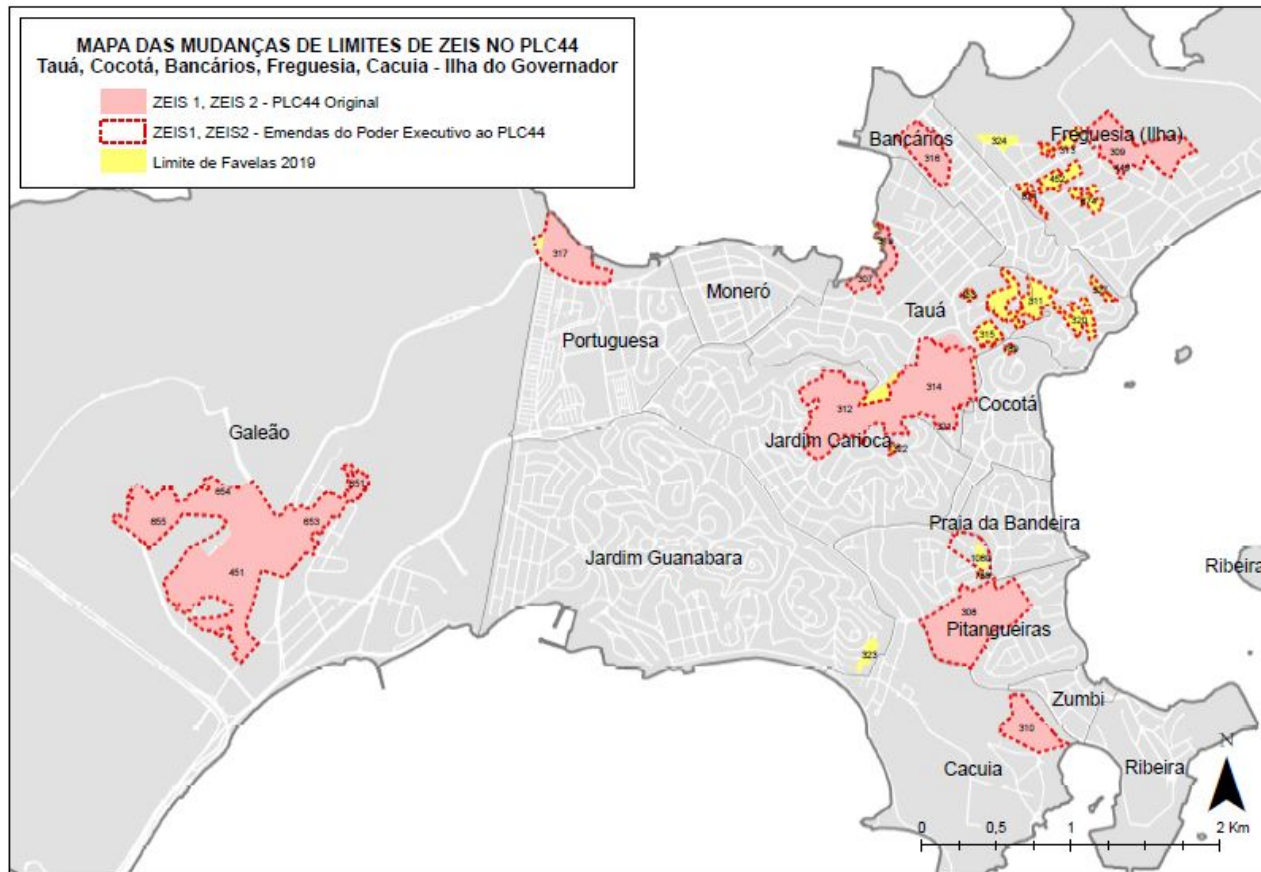 MAPA DAS MUDANÇAS DE LIMITES DE ZEIS NO PLC44
Tauá, Cocotá, Bancários, Freguesia, Cacuia - Ilha do Governador
ZEIS 1, ZEIS 2 - PLC44 Original
ZEIS1, ZEIS2 - Emendas do Poder Executivo ao PLC44
Limite de Favelas 2019
Bancários
324
313
Freguesia (Ilha)
309
316
452
317
Moneró
307
Tauá
311
320
315
Portuguesa
312
314
Cocotá
Jardim Carioca
Galeão
654
651
655
653
451
Praia da Bandeira
Jardim Guanabara
Ribeira
308
Pitangueiras
323
Zumbi
310
Cacuia
Ribeira
N
0 0,5 1 2 Km